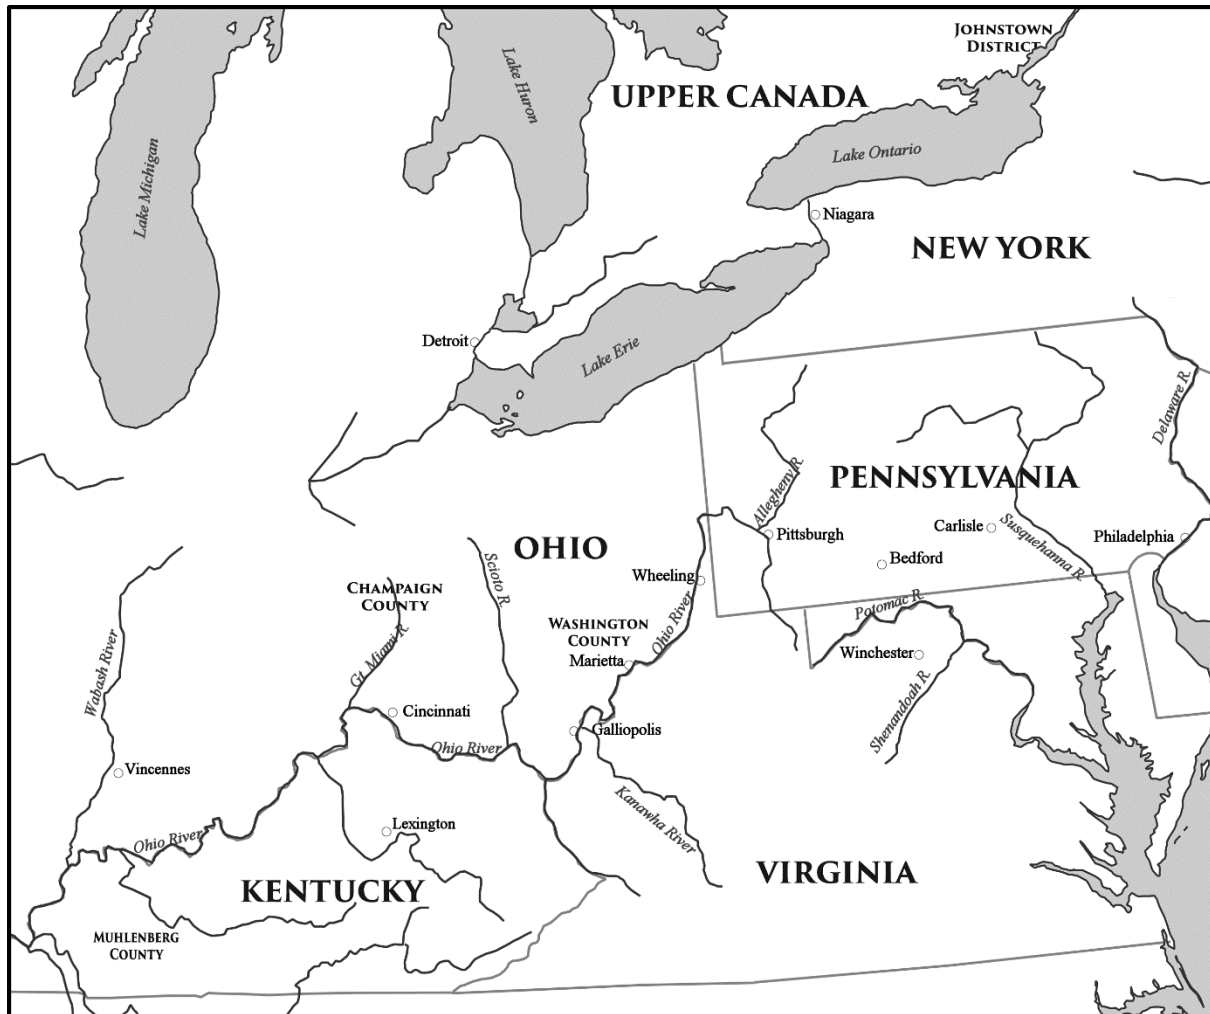 JOHNSTOWN
DISTRICT
UPPER CANADA
Lake Huron
Lake Michigan
Lake Ontario
Niagara
NEW YORK
Detroit
Lake Erie
Delaware R.
PENNSYLVANIA
Allegheny R.
Susquehanna R.
Pittsburgh
Carlisle
Philadelphia
Bedford
OHIO
Scioto R.
Wheeling
CHAMPAIGN
COUNTY
WASHINGTON
COUNTY
Ohio River
Potomac R.
Marietta
Winchester
Gt. Miami R.
Wabash River
Shenandoah R.
Cincinnati
Galliopolis
Ohio River
Vincennes
Kanawha River
Lexington
Ohio River
KENTUCKY
VIRGINIA
MUHLENBERG
COUNTY